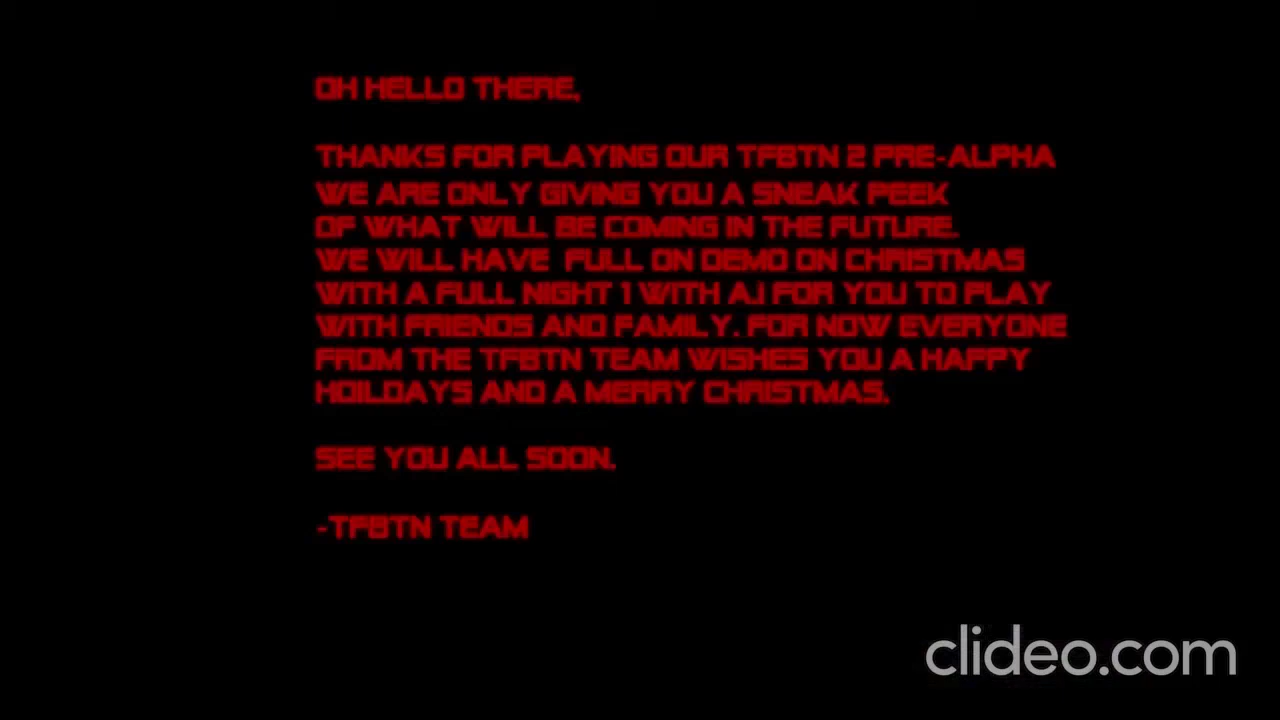 OH HELLO THERE,
THANKS FOR PLAYING OUR TFBTN 2 PRE-ALPHA
WE ARE ONLY GIVING YOU A SNEAK PEEK
OF WHAT WILL BE COMING IN THE FUTURE.
WE WILL HAVE FULL ON DEMO ON CHRISTMAS
WITH A FULL NIGHT 1 WITH A.I FOR YOU TO PLAY
WITH FRIENDS AND FAMILY. FOR NOW EVERYONE
FROM THE TFBTN TEAM WISHES YOU A HAPPY
HOILDAYS AND A MERRY CHRISTMAS.
SEE YOU ALL SOON.
-TFBTN TEAM
clideo.com